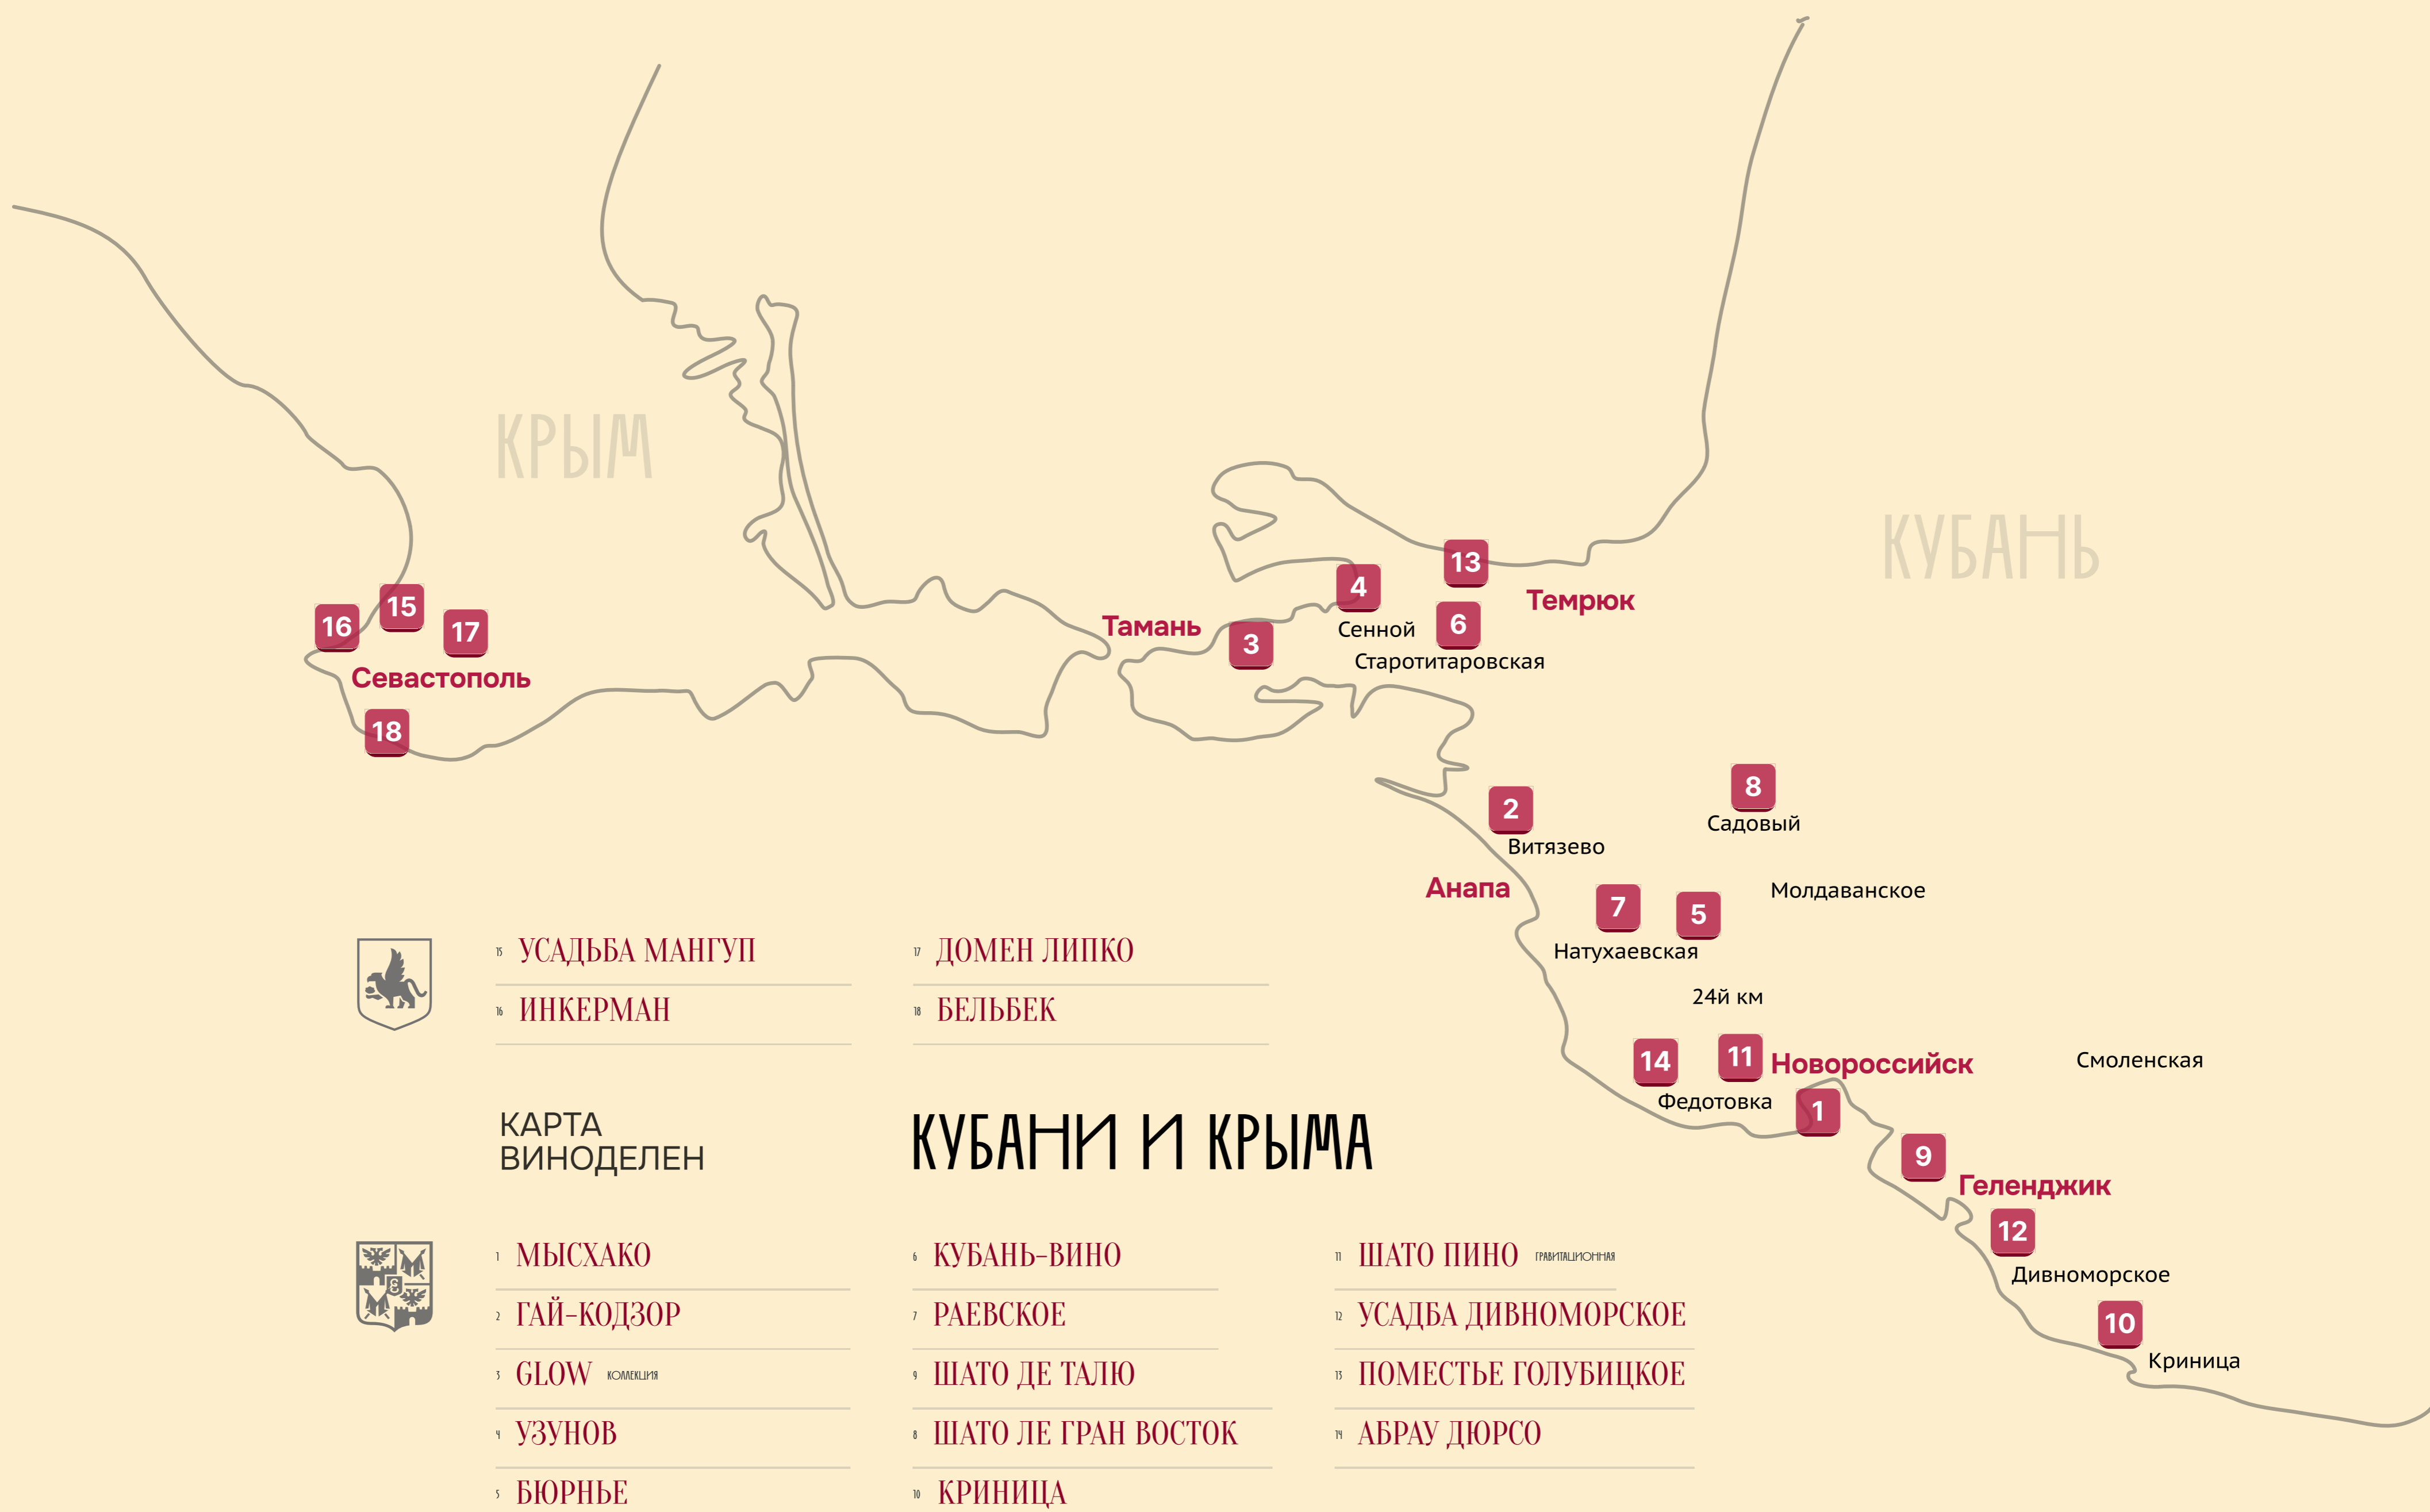 КРЫМ
КУБАНЬ
13
4
Темрюк
15
16
17
Тамань
3
Сенной
6
Старотитаровская
Севастополь
18
8
2
Садовый
Витязево
Анапа
Молдаванское
7
5
Натухаевская
24й км
14
11
Новороссийск
Смоленская
Федотовка
1
9
Геленджик
12
Дивноморское
10
Криница
15 УСАДЬБА МАНГУП
16 ИНКЕРМАН
17 ДОМЕН ЛИПКО
18 БЕЛЬБЕК
КАРТА
ВИНОДЕЛЕН
КУБАНИ И КРЫМА
1 МЫСХАКО
2 ГАЙ-КОДЗОР
3 GLOW КОЛЛЕКЦИЯ
4 УЗУНОВ
5 БЮРНЬЕ
6 КУБАНЬ-ВИНО
7 РАЕВСКОЕ
9 ШАТО ДЕ ТАЛЮ
8 ШАТО ЛЕ ГРАН ВОСТОК
10 КРИНИЦА
11 ШАТО ПИНО ГРАВИТАЦИОННАЯ
12 УСАДБА ДИВНОМОРСКОЕ
13 ПОМЕСТЬЕ ГОЛУБИЦКОЕ
14 АБРАУ ДЮРСО